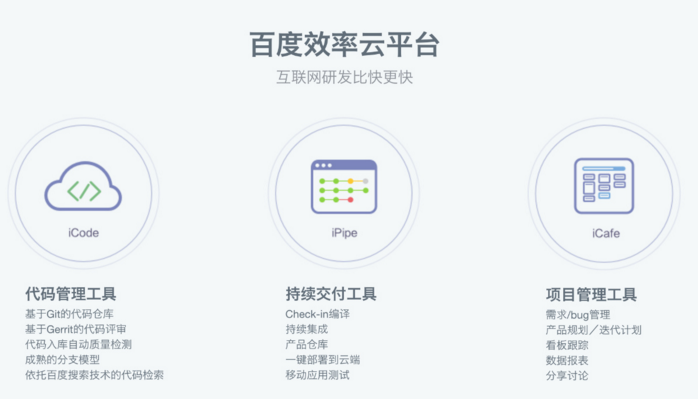 百度效率云平台
互联网研发比快更快
iCode
iPipe
iCafe
代码管理工具
基于Git的代码仓库
基于Gerrit的代码评审
代码入库自动质量检测
成熟的分支模型
依托百度搜索技术的代码检索
持续交付工具
Check-in编译
持续集成
产品仓库
一键部署到云端
移动应用测试
项目管理工具
需求/bug管理
产品规划／迭代计划
看板跟踪
数据报表
分享讨论